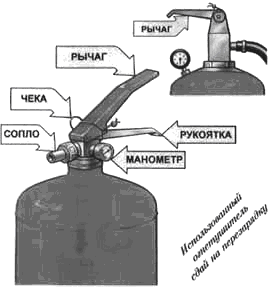 РЫЧАГ
РЫЧАГ
ЧЕКА
СОПЛО
РУКОЯТКА
МАНОМЕТР
Использованный
огнетушитель
сдай на перезарядку